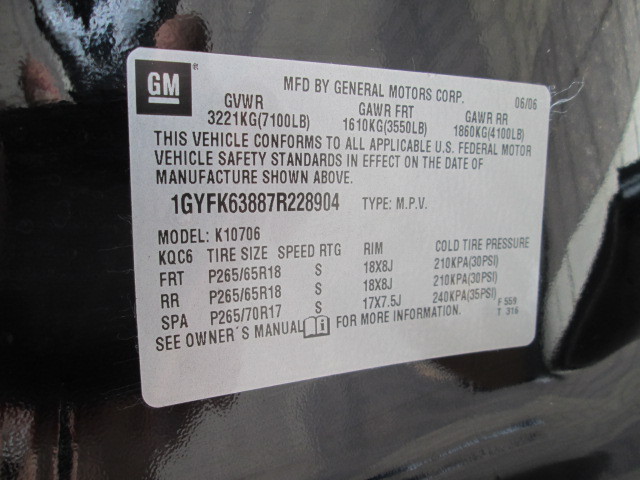 GM ®
MFD BY GENERAL MOTORS CORP. 06/06
GVWR GAWR FRT GAWR RR
3221KG(7100LB) 1610KG(3550LB) 1860KG(4100LB)
THIS VEHICLE CONFORMS TO ALL APPLICABLE U.S. FEDERAL MOTOR
VEHICLE SAFETY STANDARDS IN EFFECT ON THE DATE OF
MANUFACTURE SHOWN ABOVE.
1GYFK63887R228904 TYPE: M.P.V.
MODEL: K10706
KQC6 TIRE SIZE SPEED RTG RIM COLD TIRE PRESSURE
FRT P265/65R18 S 18X8J 210KPA(30PSI)
RR P265/65R18 S 18X8J 210KPA(30PSI)
SPA P265/70R17 S 17X7.5J 240KPA(35PSI)
SEE OWNER´S MANUAL i FOR MORE INFORMATION.
F 559
T 316